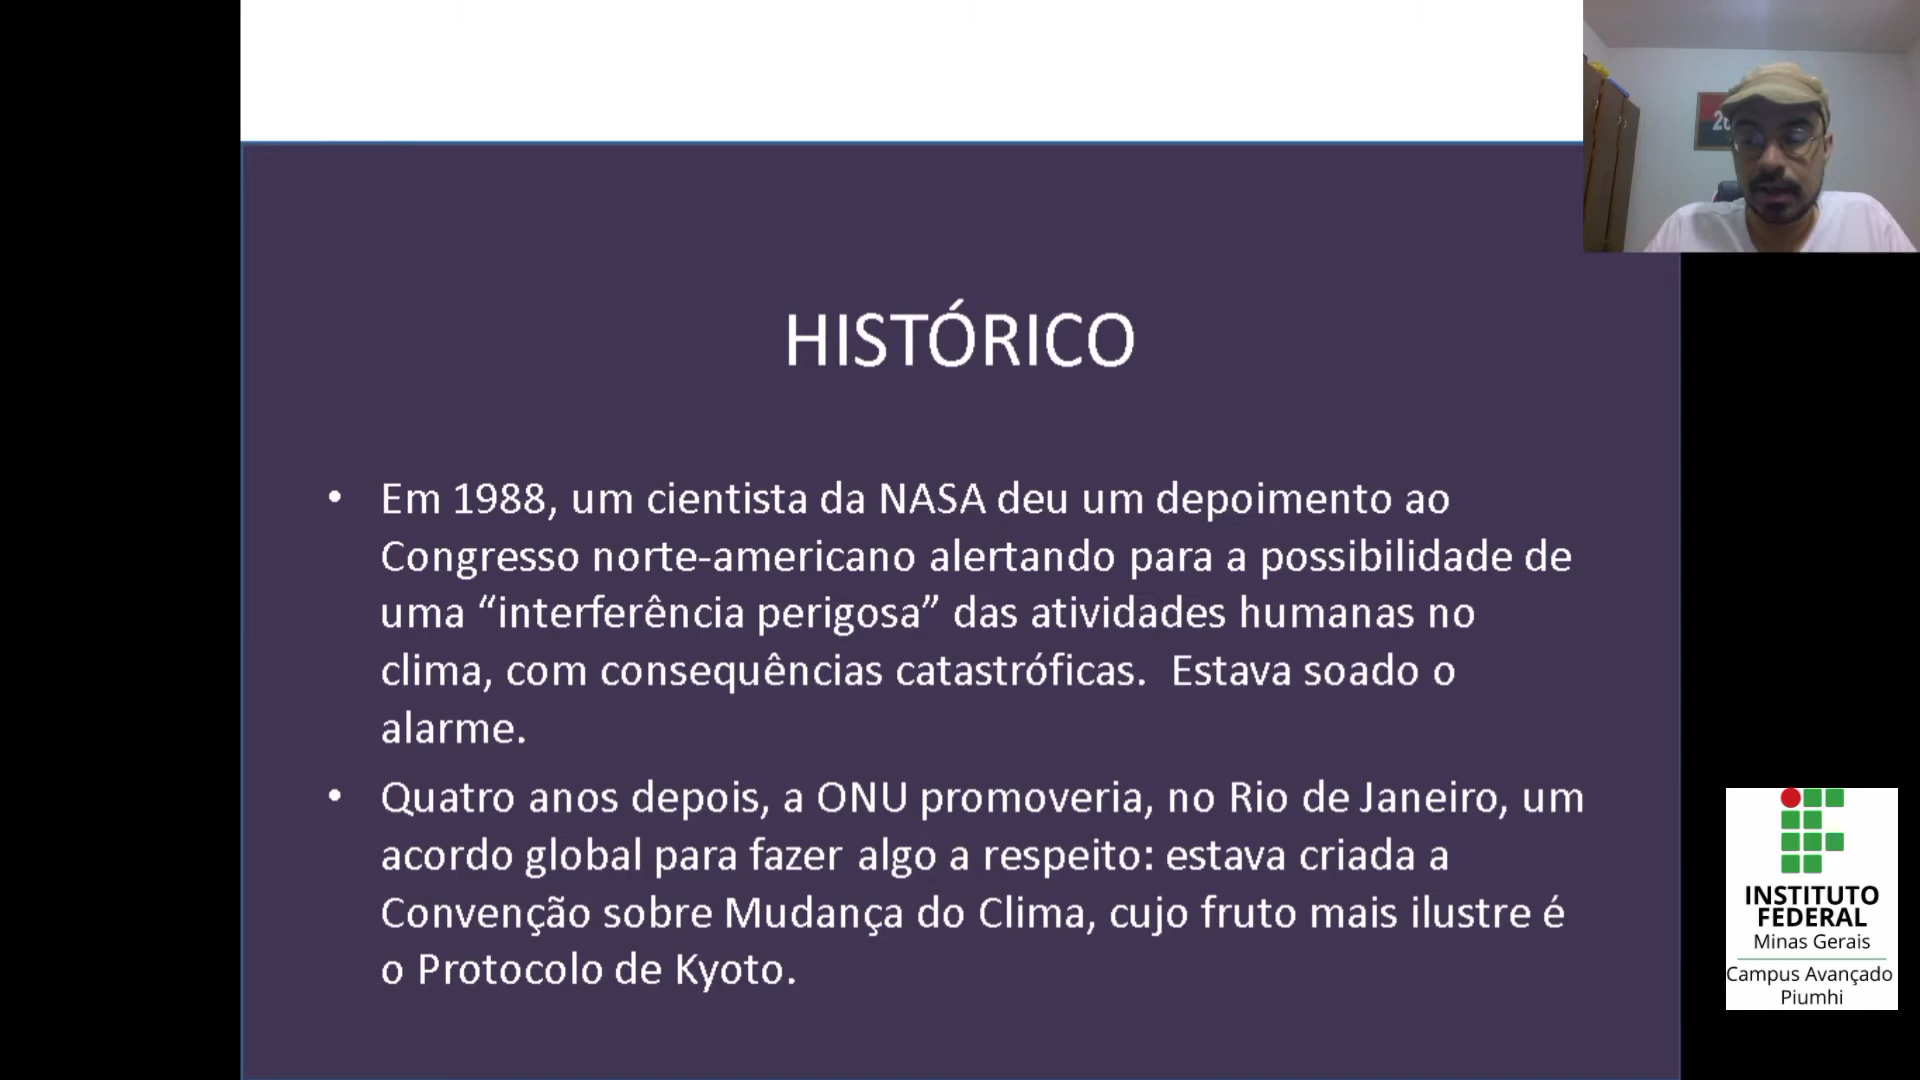 HISTÓRICO
• Em 1988, um cientista da NASA deu um depoimento ao
Congresso norte-americano alertando para a possibilidade de
uma “interferência perigosa” das atividades humanas no
clima, com consequências catastróficas.  Estava soado o
alarme.
• Quatro anos depois, a ONU promoveria, no Rio de Janeiro, um
acordo global para fazer algo a respeito: estava criada a
Convenção sobre Mudança do Clima, cujo fruto mais ilustre é
o Protocolo de Kyoto.
INSTITUTO
FEDERAL
Minas Gerais
Campus Avançado
Piumhi